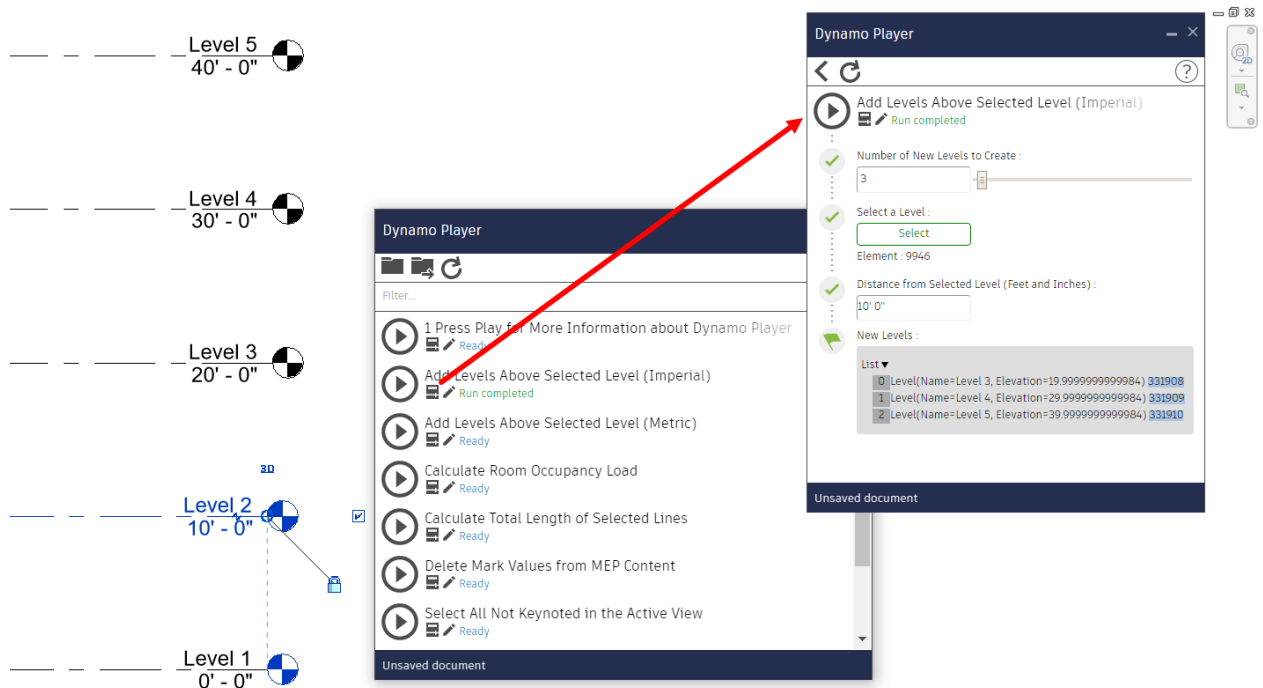 Level 5
40' - 0"
Level 4
30' - 0"
Level 3
20' - 0"
3D
Level 2
10' - 0"
Level 1
0' - 0"
Dynamo Player
Filter...
1 Press Play for More Information about Dynamo Player
Ready
Add Levels Above Selected Level (Imperial)
Run completed
Add Levels Above Selected Level (Metric)
Ready
Calculate Room Occupancy Load
Ready
Calculate Total Length of Selected Lines
Ready
Delete Mark Values from MEP Content
Ready
Select All Not Keynoted in the Active View
Ready
Unsaved document
Dynamo Player
?
Add Levels Above Selected Level (Imperial)
Run completed
Number of New Levels to Create :
3
Select a Level :
Select
Element : 9946
Distance from Selected Level (Feet and Inches) :
10' 0"
New Levels :
List ▼
0 Level(Name=Level 3, Elevation=19.9999999999984) 331908
1 Level(Name=Level 4, Elevation=29.9999999999984) 331909
2 Level(Name=Level 5, Elevation=39.9999999999984) 331910
Unsaved document
2D